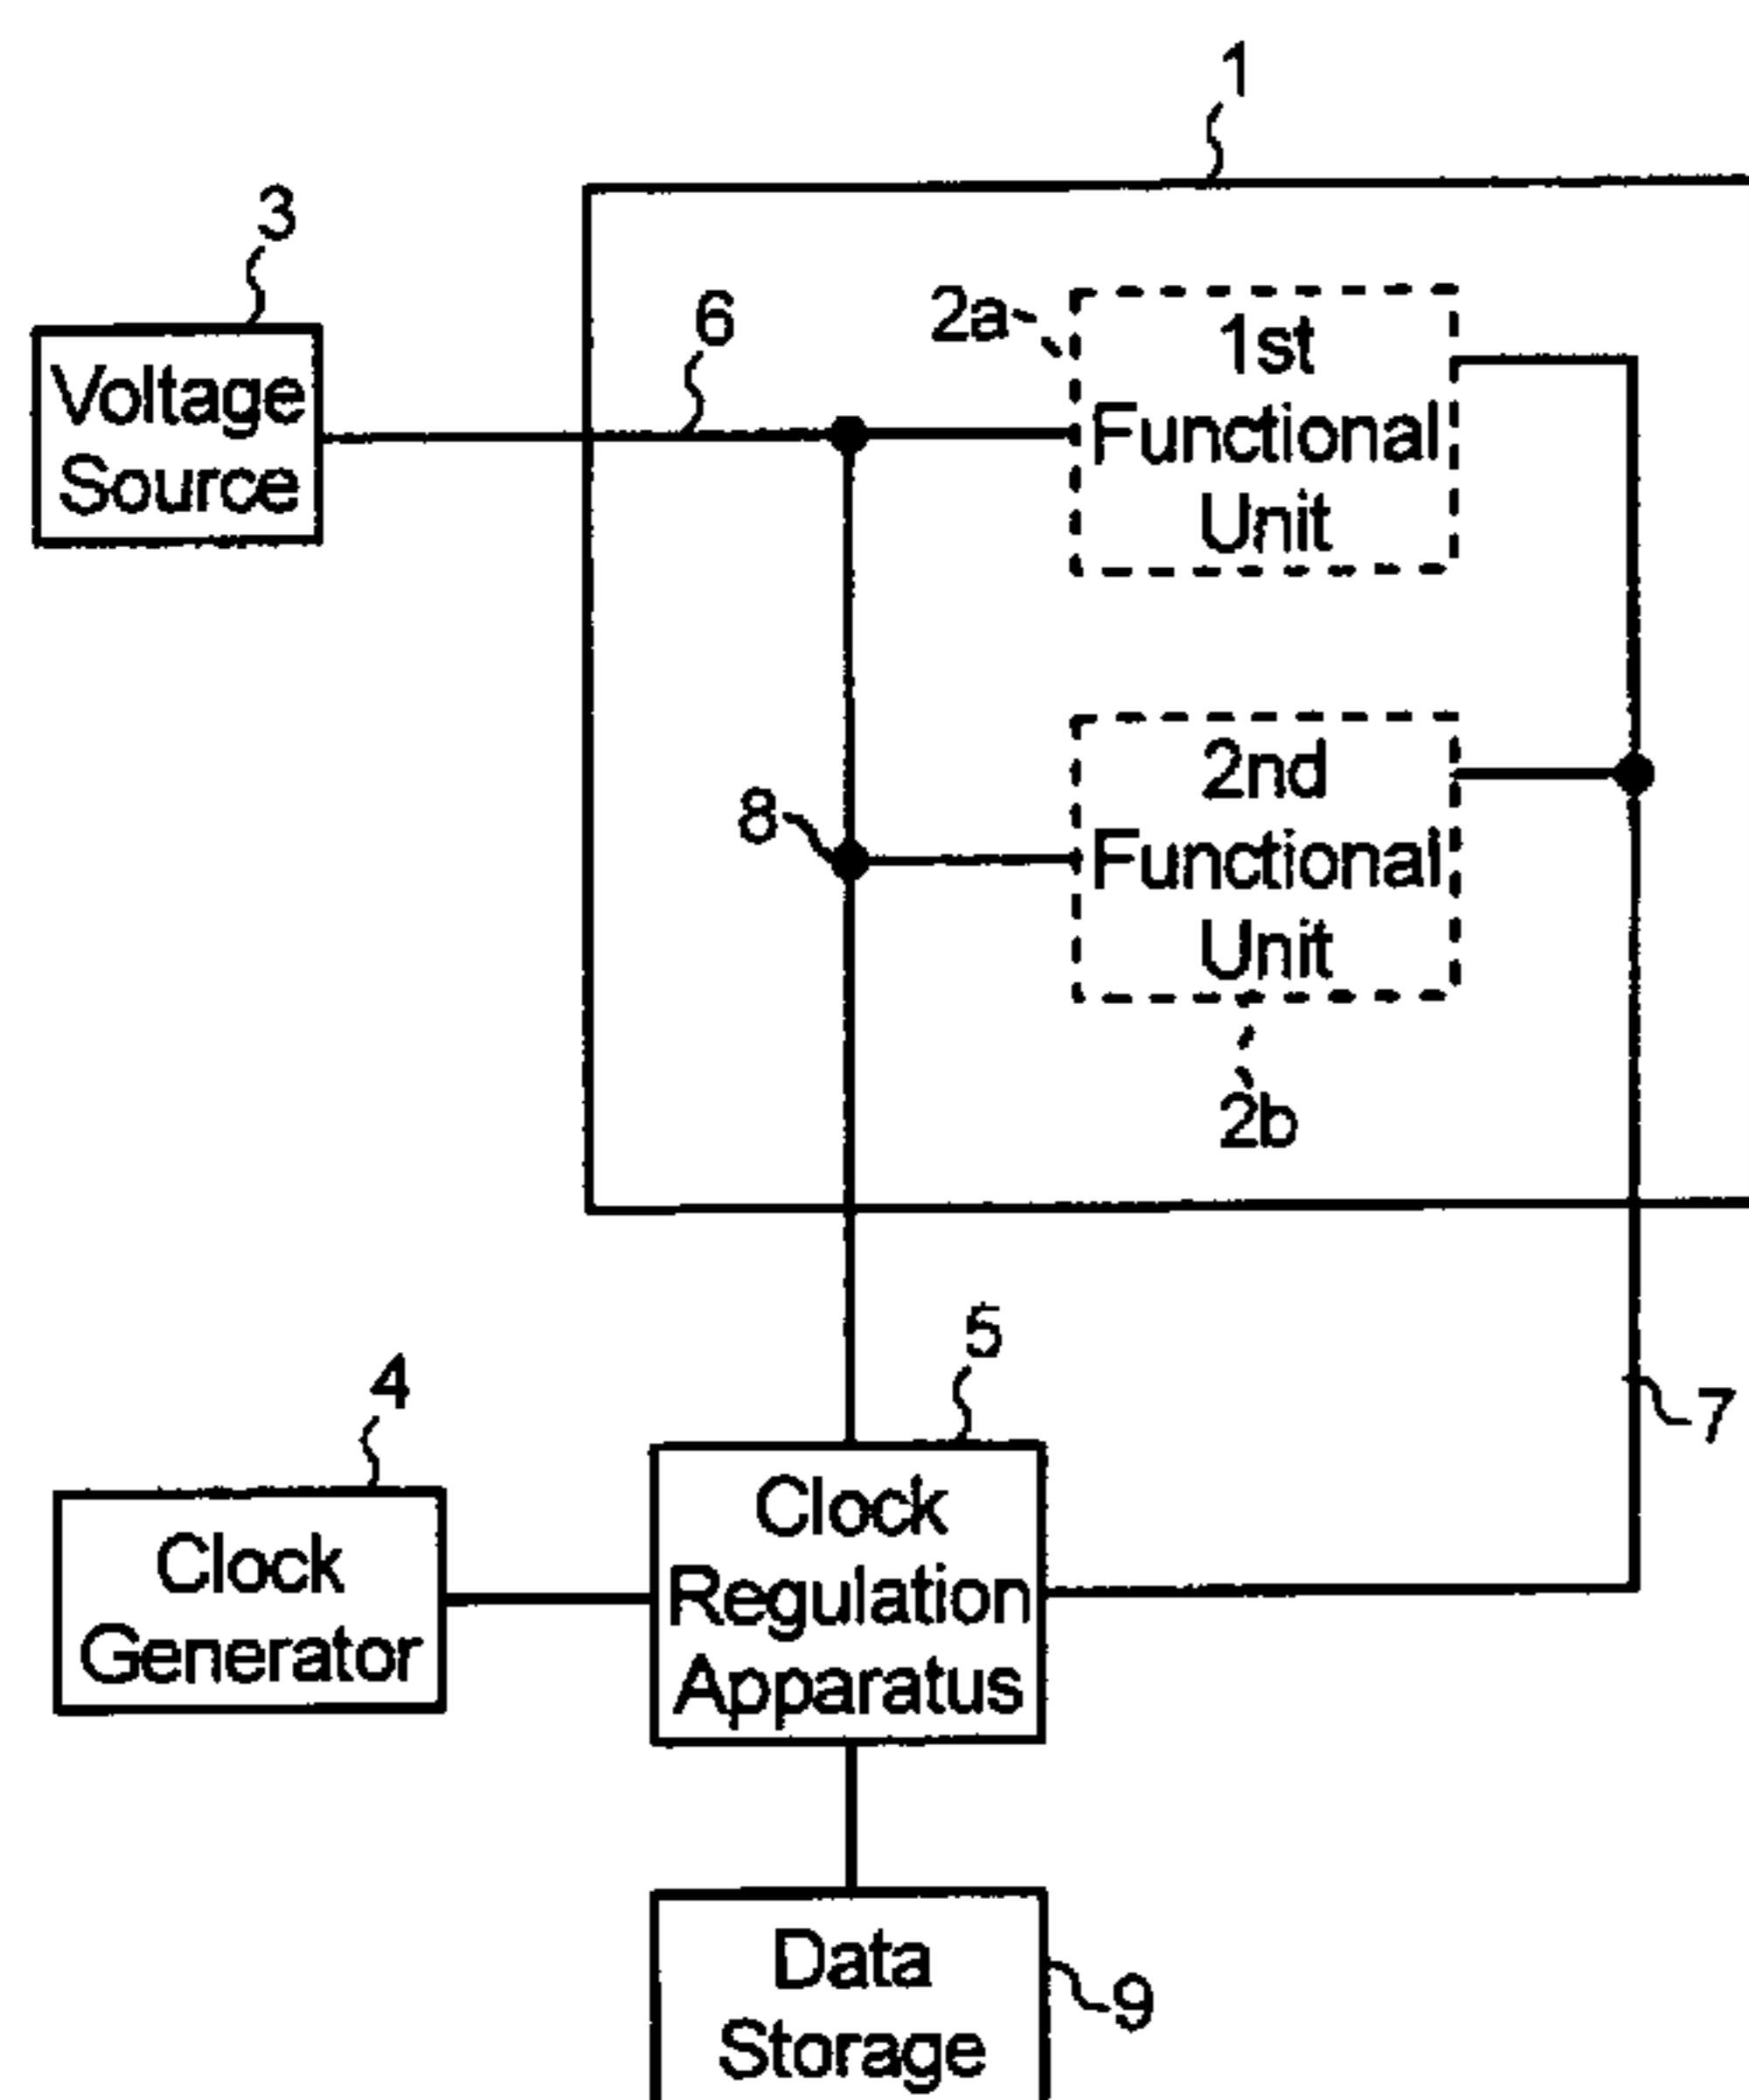 1
3
Voltage
Source
6
2a
1st
Functional
Unit
8
2nd
Functional
Unit
2b
5
4
7
Clock
Generator
Clock
Regulation
Apparatus
Data
Storage
9